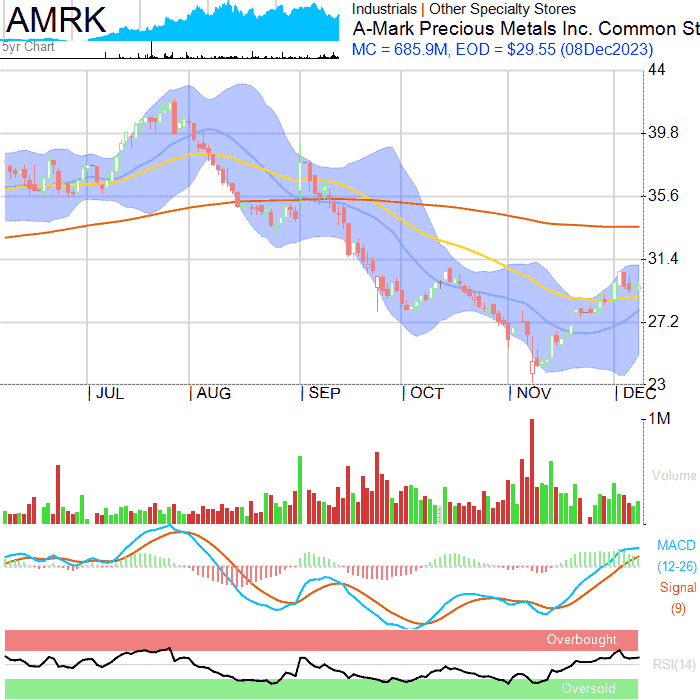 AMRK
5yr Chart
Industrials | Other Specialty Stores
A-Mark Precious Metals Inc. Common St
MC = 685.9M, EOD = $29.55 (08Dec2023)
44
39.8
35.6
31.4
27.2
23
JUL AUG SEP OCT NOV DEC
1M
Volume
MACD
(12-26)
Signal
(9)
Overbought
RSI(14)
Oversold